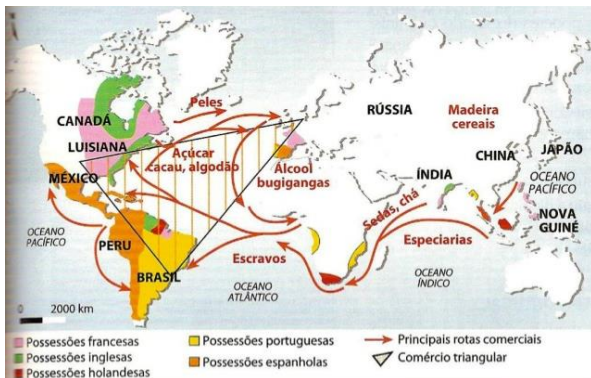 Peles
RÚSSIA
Madeira
cereais
CANADÁ
LUISIANA
Açúcar
cacau, algodão
Álcool
bugigangas
CHINA
JAPÃO
MÉXICO
ÍNDIA
OCEANO
PACÍFICO
Sedas, chá
NOVA
GUINÉ
OCEANO
PACÍFICO
PERU
Especiarias
Escravos
BRASIL
OCEANO
ATLÂNTICO
OCEANO
ÍNDICO
0 2000 km
Possessões francesas
Possessões inglesas
Possessões holandesas
Possessões portuguesas
Possessões espanholas
Principais rotas comerciais
Comércio triangular